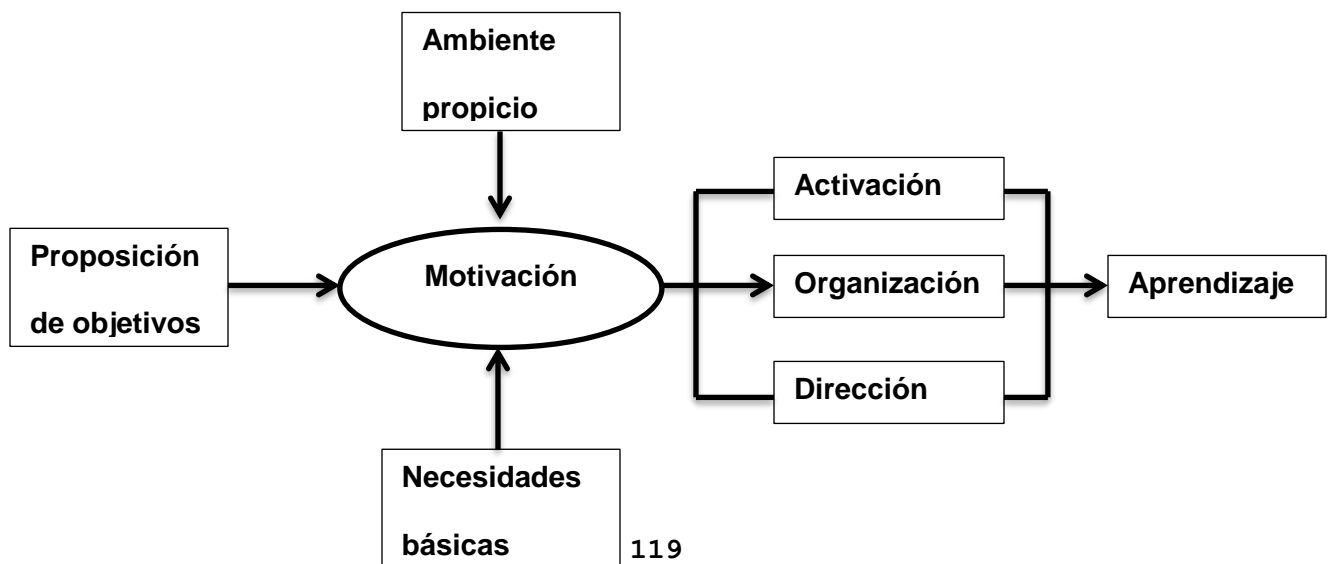 Ambiente
propicio
Activación
Proposición
de objetivos
Motivación
Organización
Aprendizaje
Dirección
Necesidades
básicas
119